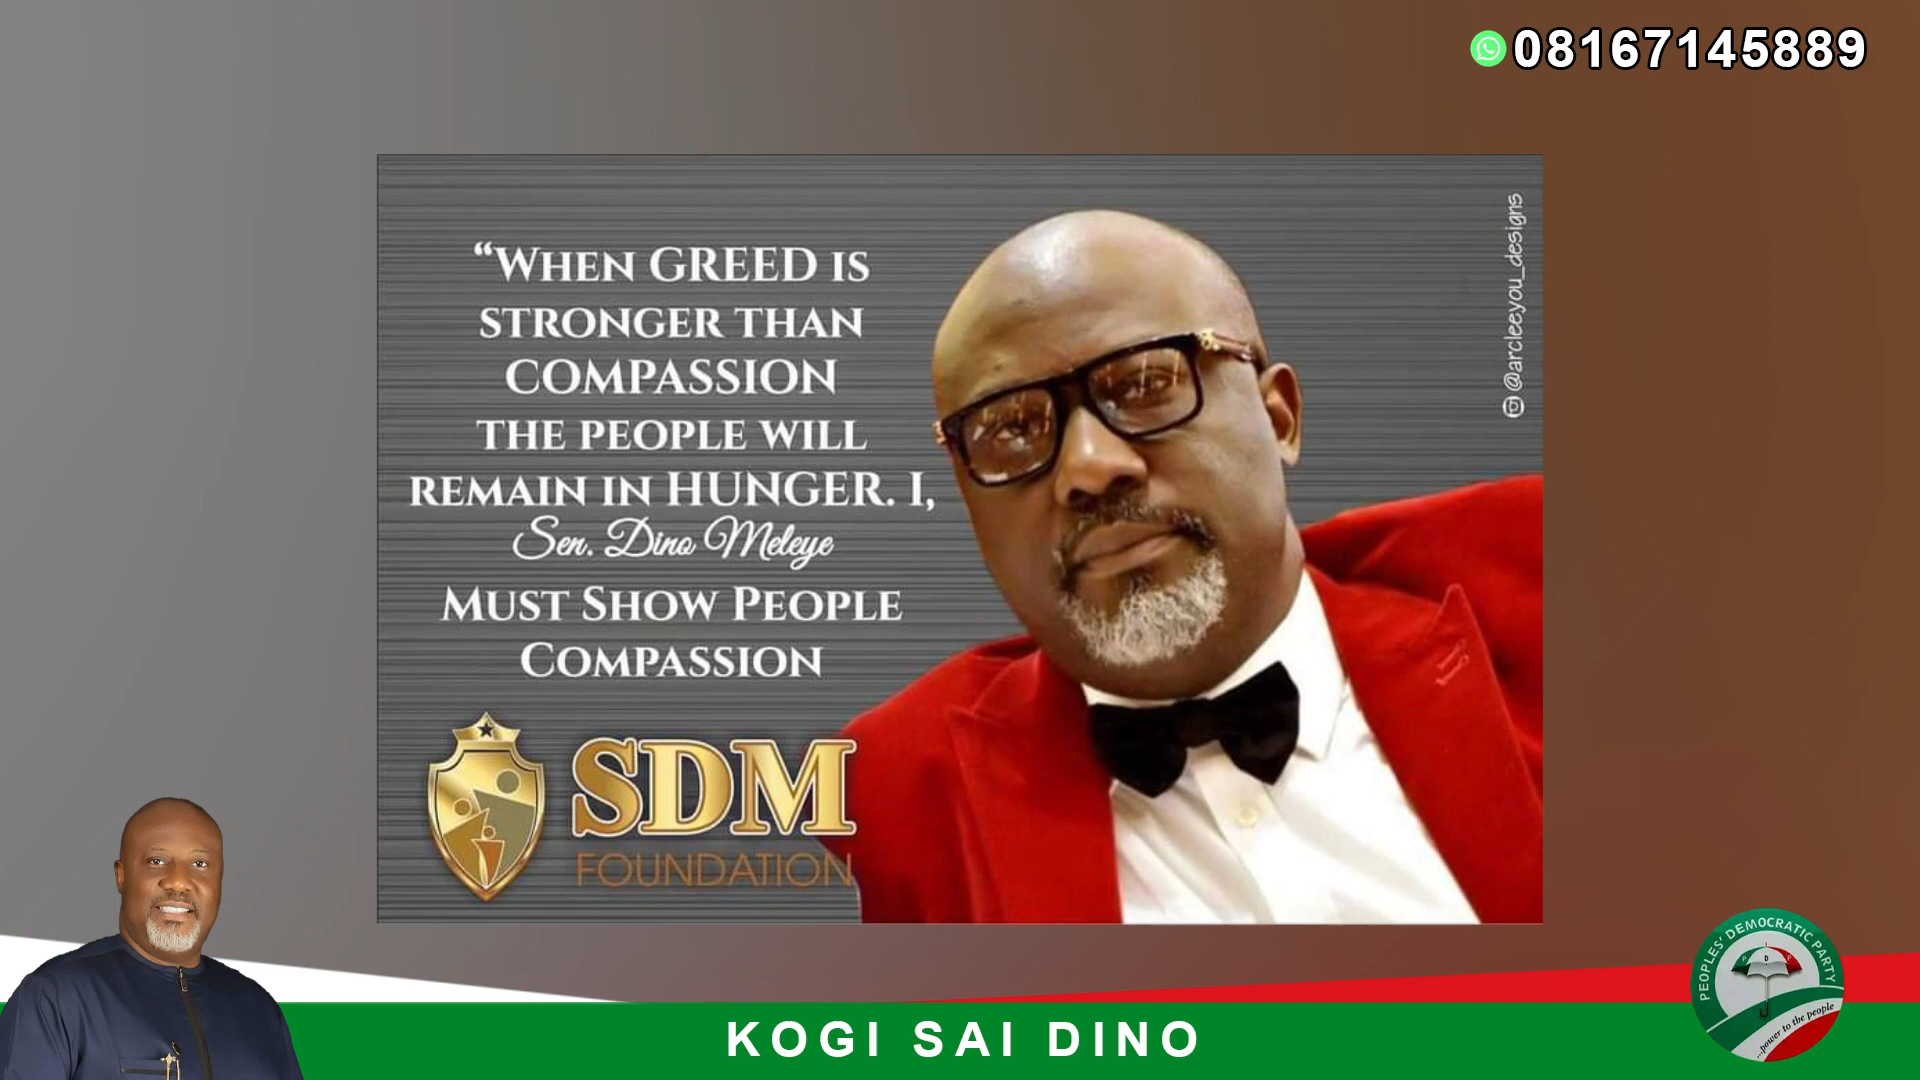 08167145889
“WHEN GREED IS
STRONGER THAN
COMPASSION
THE PEOPLE WILL
REMAIN IN HUNGER. I,
Sen. Dino Meleye
MUST SHOW PEOPLE
COMPASSION
SDM
FOUNDATION
@arcleeyou_designs
PEOPLES' DEMOCRATIC PARTY
P D P
...power to the people
KOGI SAI DINO